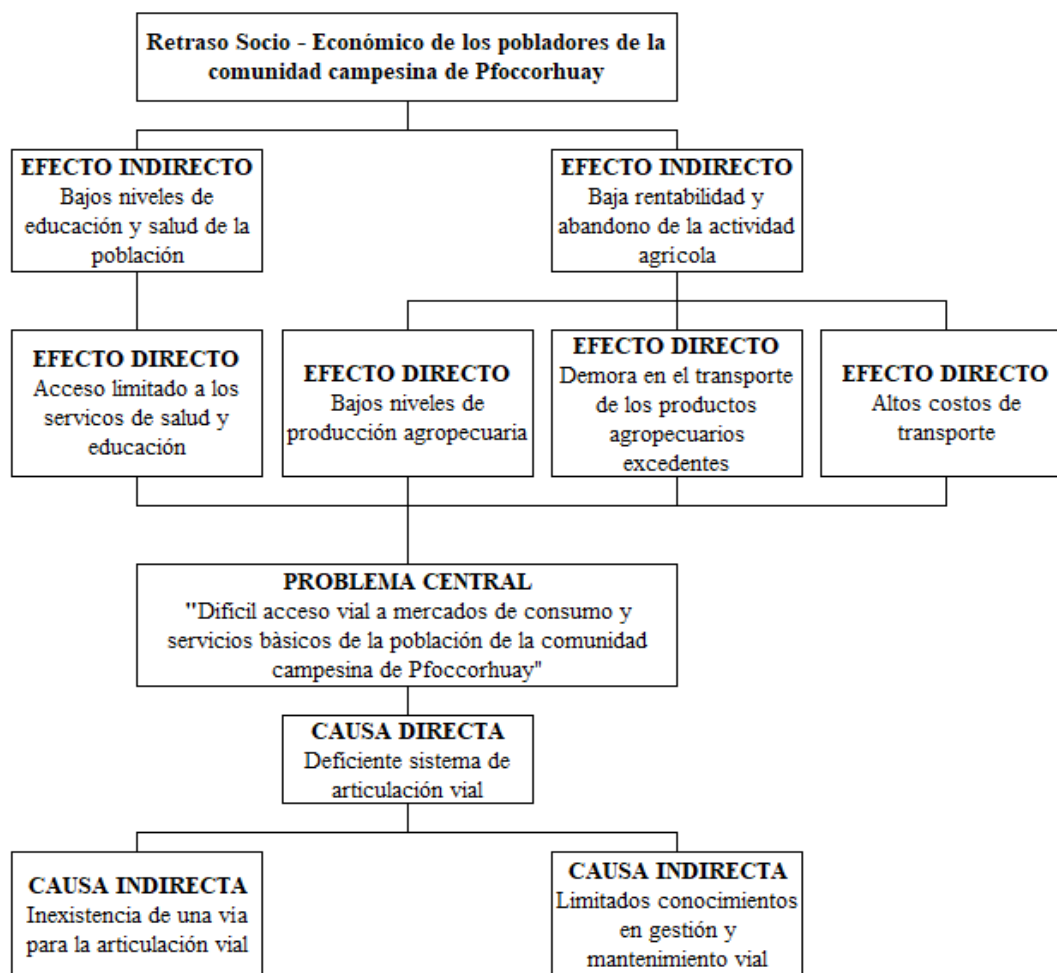 Retraso Socio - Económico de los pobladores de la
comunidad campesina de Pfoccorhuay
EFECTO INDIRECTO
Bajos niveles de
educación y salud de la
población
EFECTO INDIRECTO
Baja rentabilidad y
abandono de la actividad
agrícola
EFECTO DIRECTO
Acceso limitado a los
servicos de salud y
educación
EFECTO DIRECTO
Bajos niveles de
producción agropecuaria
EFECTO DIRECTO
Demora en el transporte
de los productos
agropecuarios
excedentes
EFECTO DIRECTO
Altos costos de
transporte
PROBLEMA CENTRAL
"Difícil acceso vial a mercados de consumo y
servicios bàsicos de la población de la comunidad
campesina de Pfoccorhuay"
CAUSA DIRECTA
Deficiente sistema de
articulación vial
CAUSA INDIRECTA
Inexistencia de una vía
para la articulación vial
CAUSA INDIRECTA
Limitados conocimientos
en gestión y
mantenimiento vial